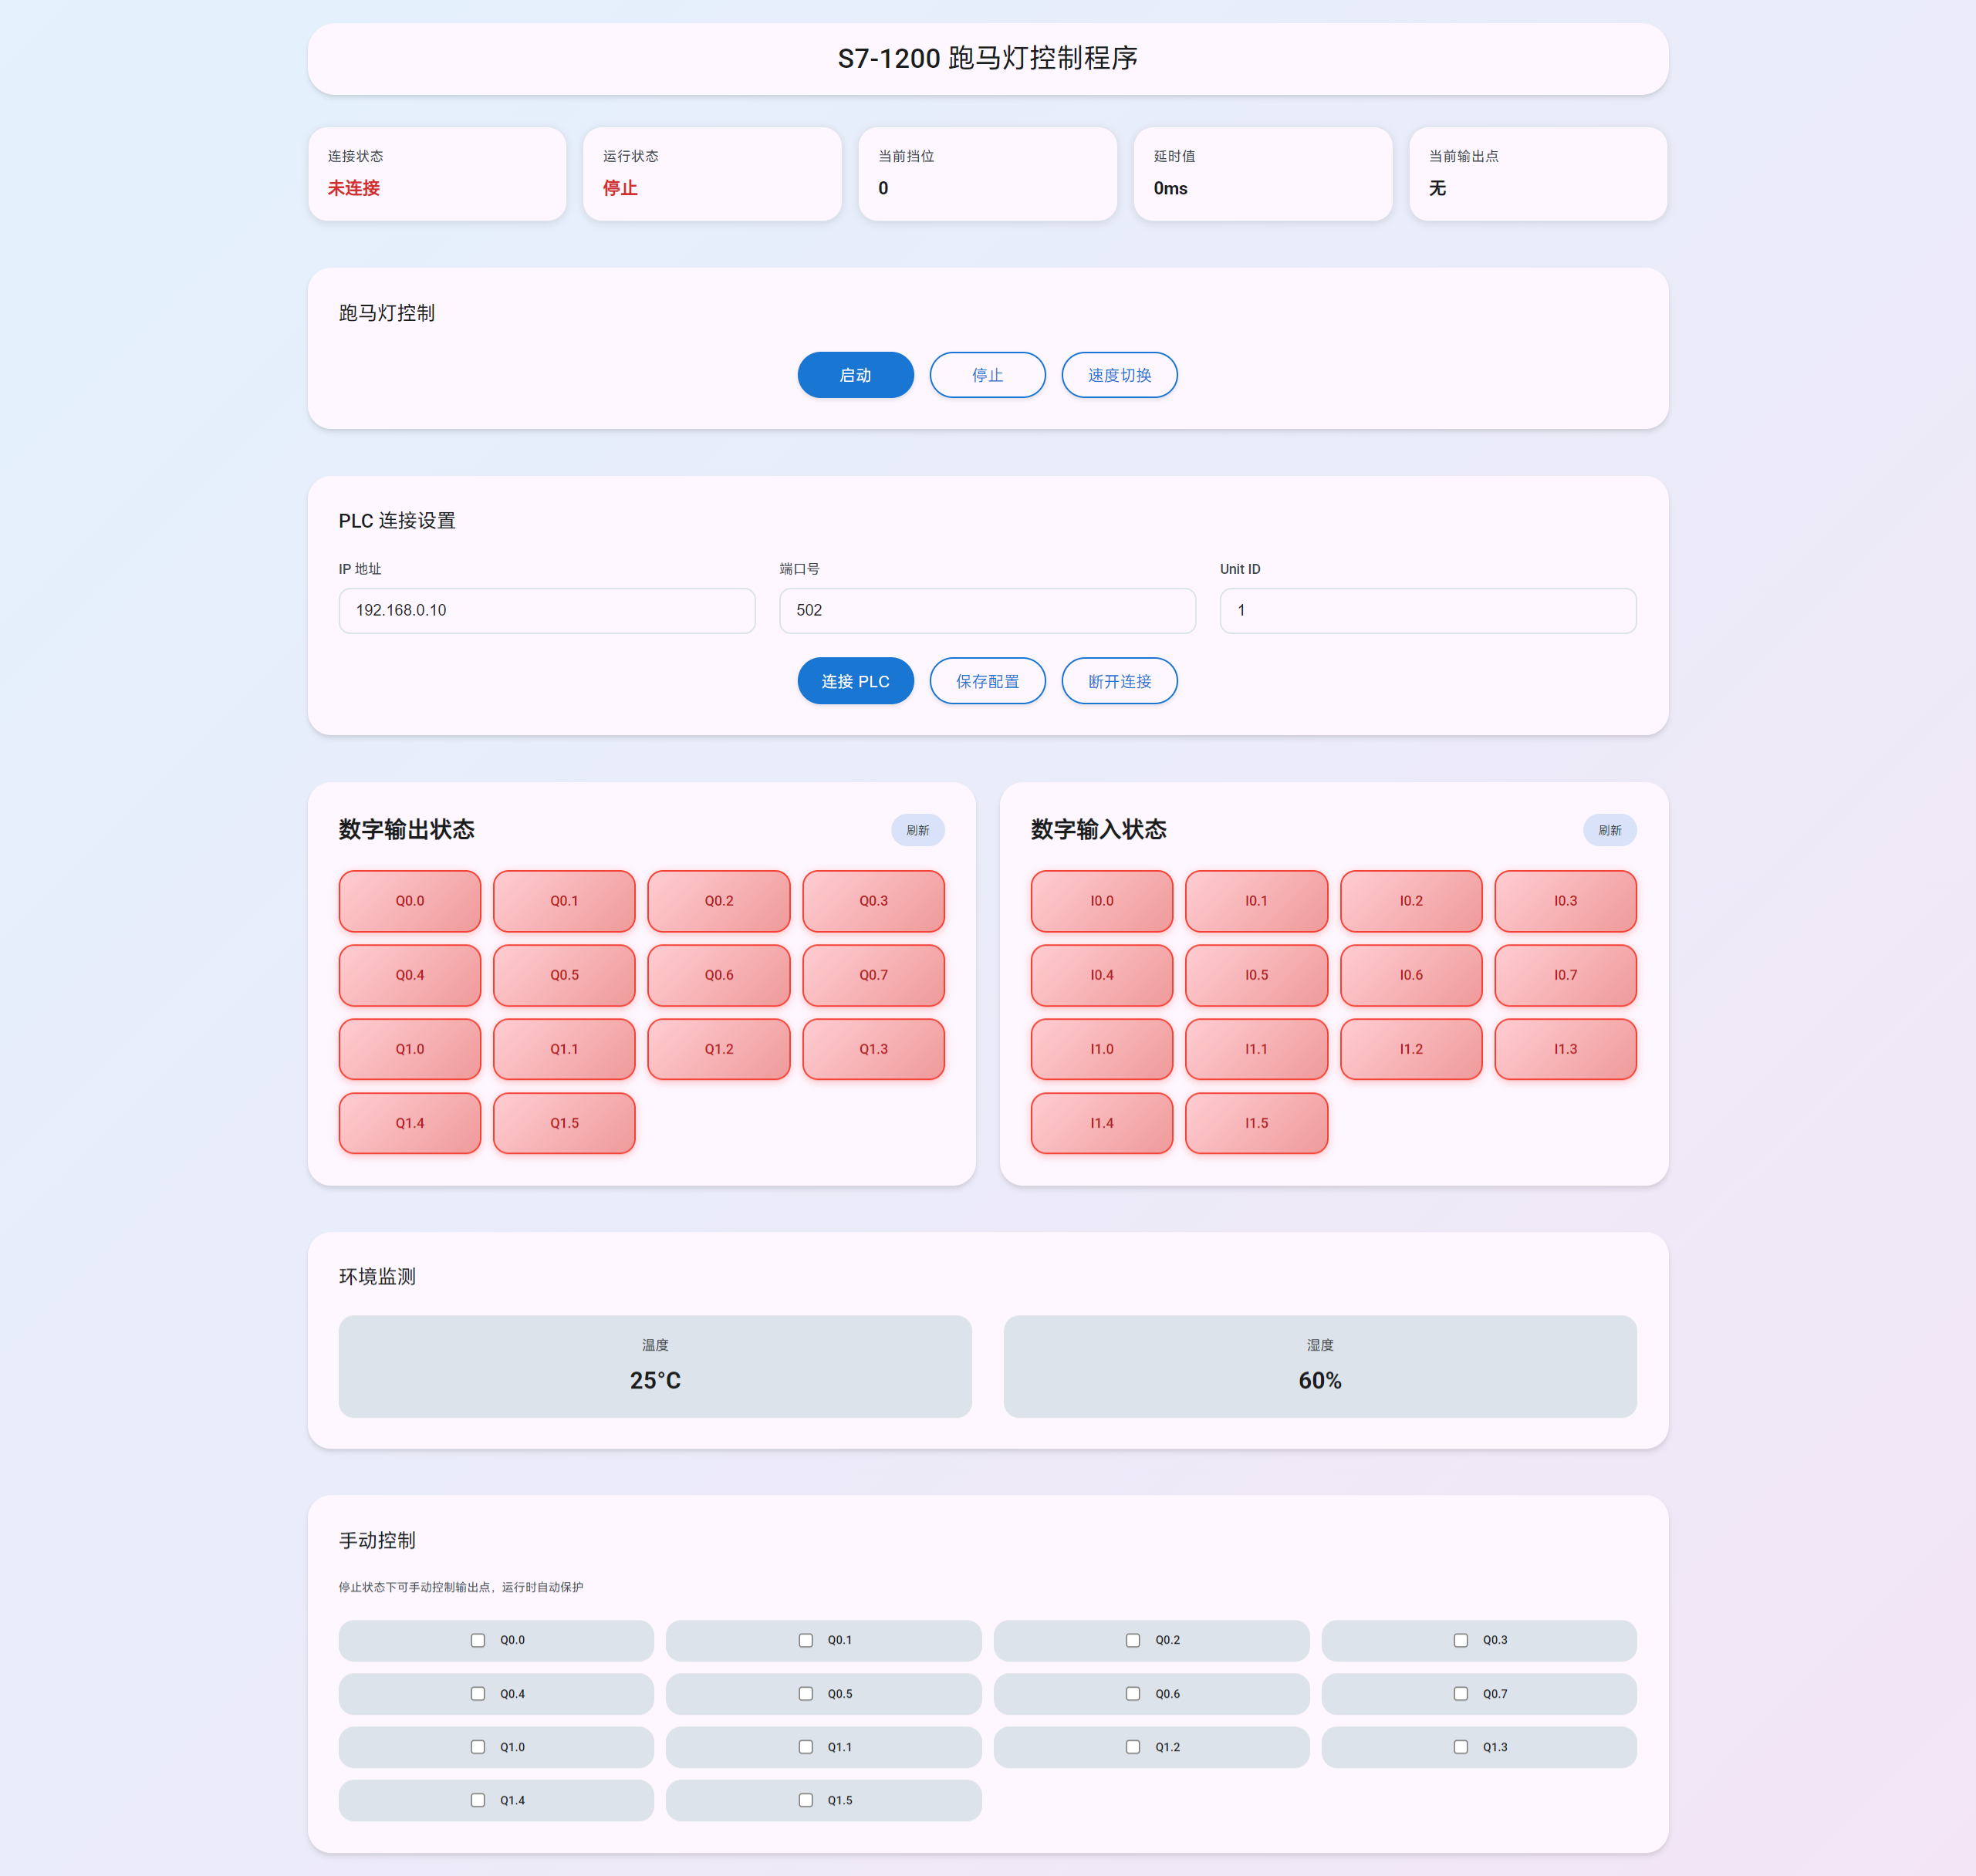 S7-1200 跑马灯控制程序
连接状态
未连接
运行状态
停止
当前挡位
0
延时值
0ms
当前输出点
无
跑马灯控制
启动
停止
速度切换
PLC 连接设置
IP 地址
192.168.0.10
端口号
502
Unit ID
1
连接 PLC
保存配置
断开连接
数字输出状态
刷新
Q0.0
Q0.1
Q0.2
Q0.3
Q0.4
Q0.5
Q0.6
Q0.7
Q1.0
Q1.1
Q1.2
Q1.3
Q1.4
Q1.5
数字输入状态
刷新
I0.0
I0.1
I0.2
I0.3
I0.4
I0.5
I0.6
I0.7
I1.0
I1.1
I1.2
I1.3
I1.4
I1.5
环境监测
温度
25°C
湿度
60%
手动控制
停止状态下可手动控制输出点，运行时自动保护
Q0.0
Q0.1
Q0.2
Q0.3
Q0.4
Q0.5
Q0.6
Q0.7
Q1.0
Q1.1
Q1.2
Q1.3
Q1.4
Q1.5